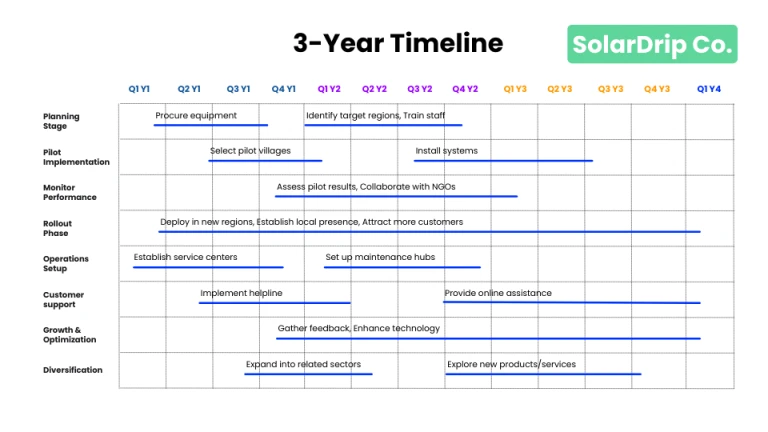 3-Year Timeline
SolarDrip Co.
Q1 Y1 Q2 Y1 Q3 Y1 Q4 Y1 Q1 Y2 Q2 Y2 Q3 Y2 Q4 Y2 Q1 Y3 Q2 Y3 Q3 Y3 Q4 Y3 Q1 Y4
Planning
Stage
Procure equipment
Identify target regions, Train staff
Pilot
Implementation
Select pilot villages
Install systems
Monitor
Performance
Assess pilot results, Collaborate with NGOs
Rollout
Phase
Deploy in new regions, Establish local presence, Attract more customers
Operations
Setup
Establish service centers
Set up maintenance hubs
Customer
support
Implement helpline
Provide online assistance
Growth &
Optimization
Gather feedback, Enhance technology
Diversification
Expand into related sectors
Explore new products/services